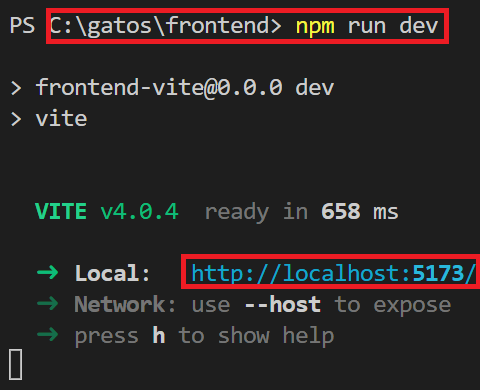 PS C:\gatos\frontend> npm run dev
> frontend-vite@0.0.0 dev
> vite
VITE v4.0.4 ready in 658 ms
➜ Local: http://localhost:5173/
➜ Network: use --host to expose
➜ press h to show help